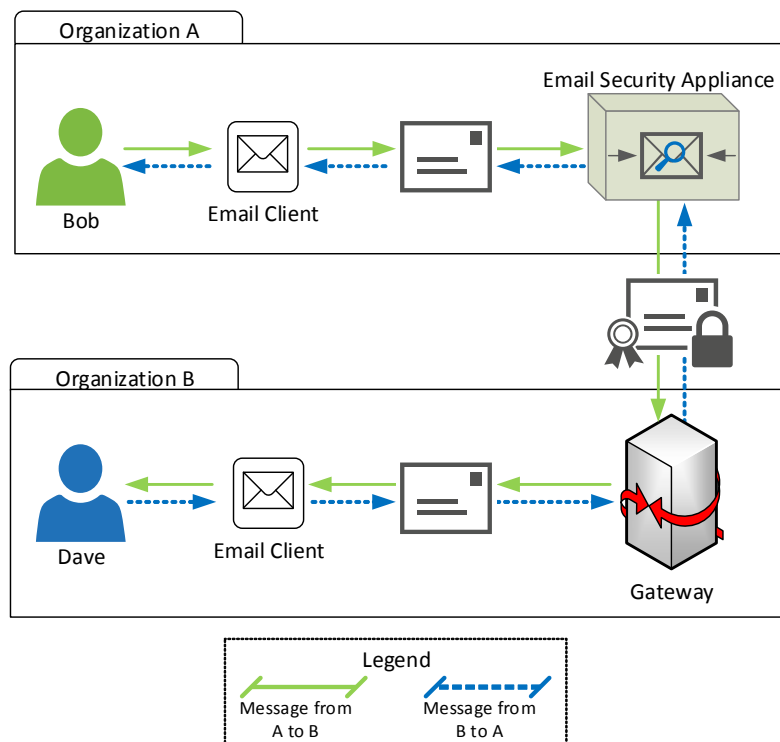 Organization A
Email Security Appliance
Bob
Email Client
Organization B
Dave
Email Client
Gateway
Legend
Message from
A to B
Message from
B to A